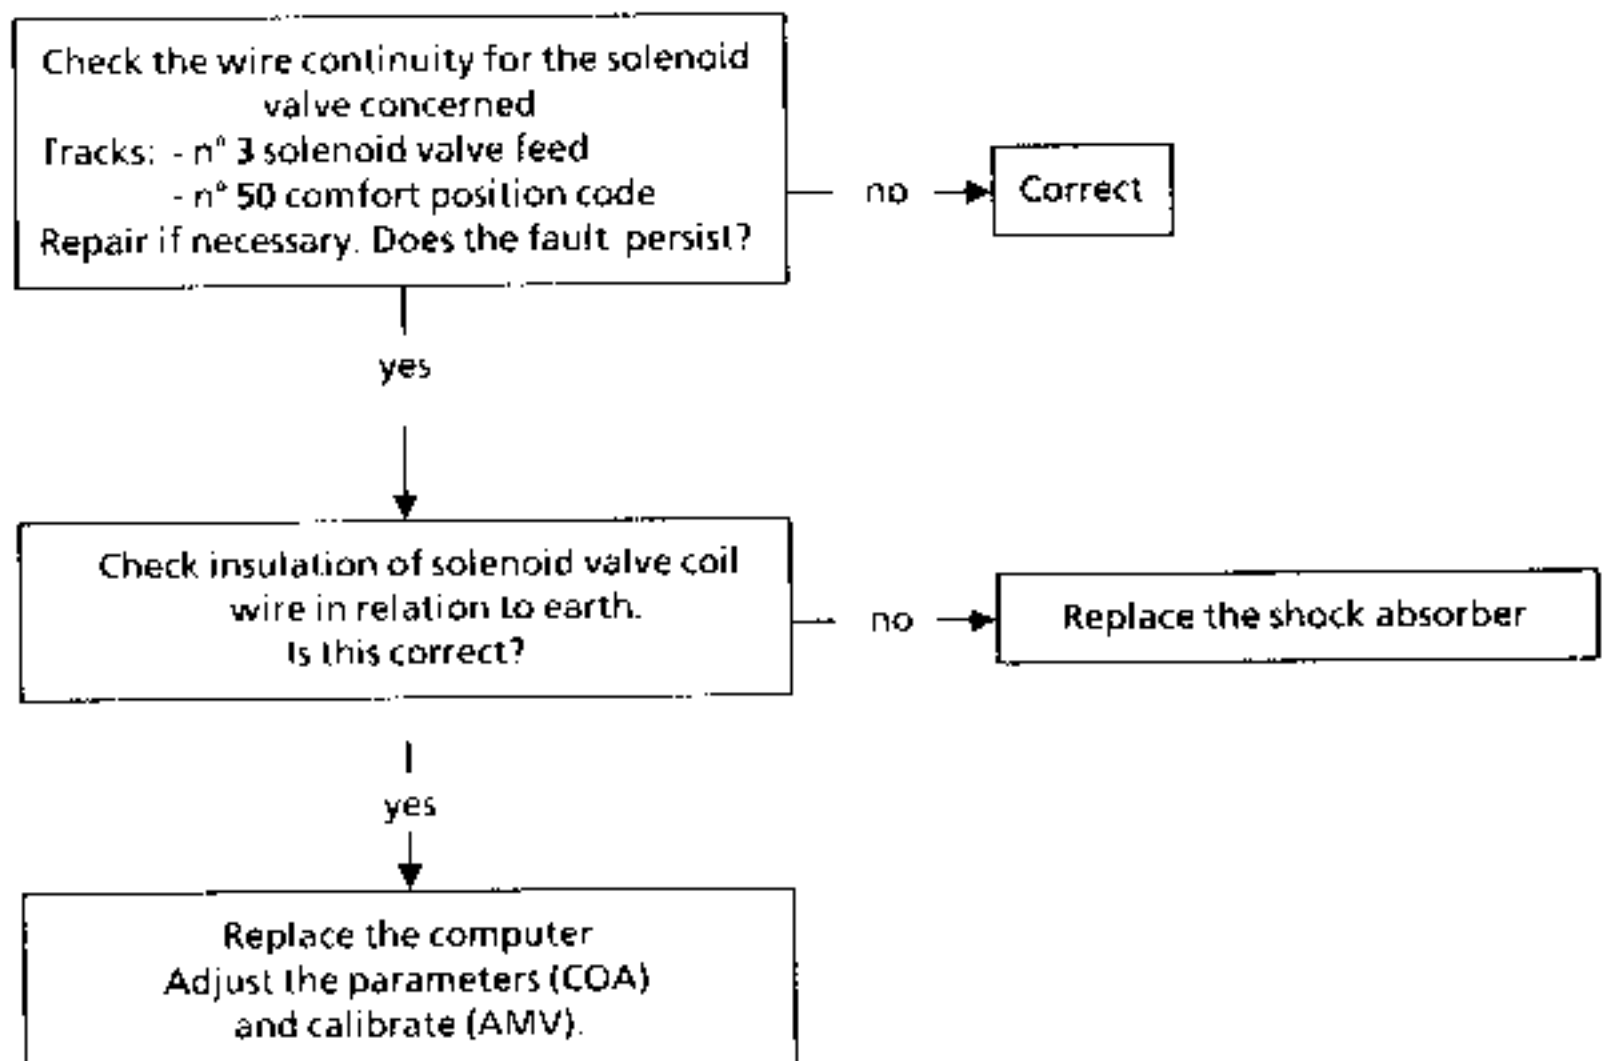 Check the wire continuity for the solenoid
valve concerned
Tracks: - n° 3 solenoid valve feed
- n° 50 comfort position code
Repair if necessary. Does the fault persist?
no
Correct
yes
Check insulation of solenoid valve coil
wire in relation to earth.
Is this correct?
no
Replace the shock absorber
yes
Replace the computer
Adjust the parameters (COA)
and calibrate (AMV).